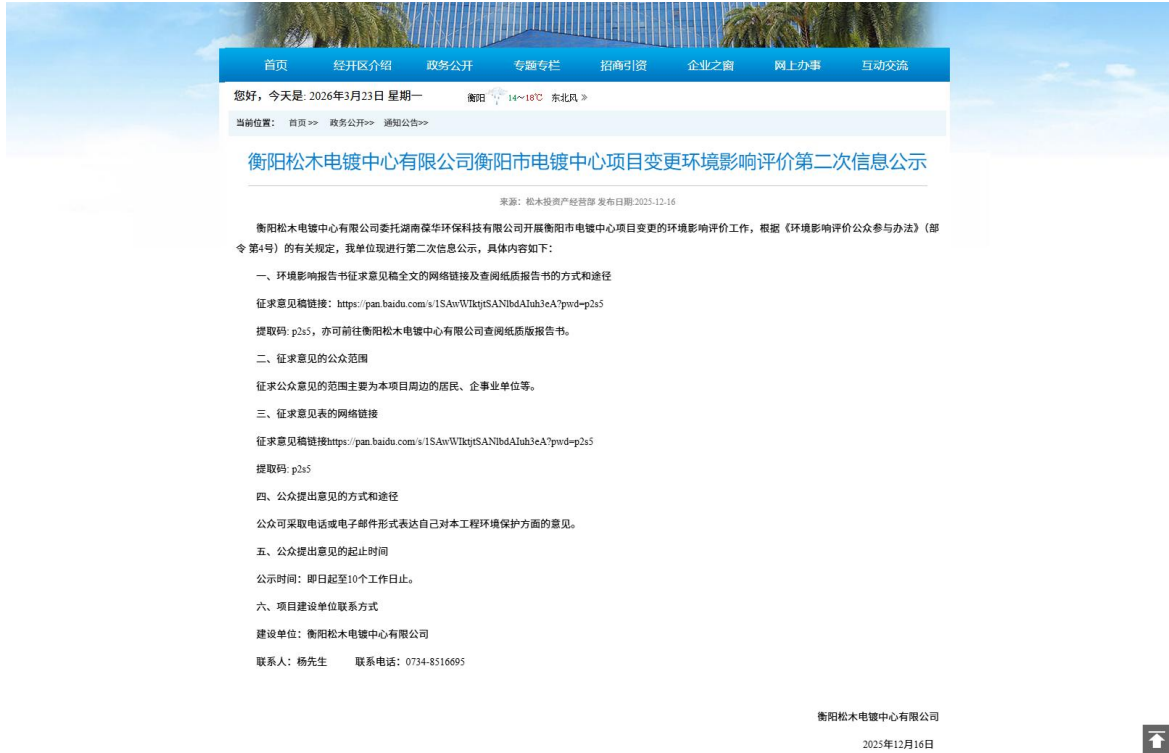 首页 经开区介绍 政务公开 专题专栏 招商引资 企业之窗 网上办事 互动交流
您好，今天是: 2026年3月23日 星期一 衡阳 14～18℃ 东北风 »
当前位置： 首页 >> 政务公开>> 通知公告>>
衡阳松木电镀中心有限公司衡阳市电镀中心项目变更环境影响评价第二次信息公示
来源：松木投资产经营部 发布日期:2025-12-16
衡阳松木电镀中心有限公司委托湖南葆华环保科技有限公司开展衡阳市电镀中心项目变更的环境影响评价工作，根据《环境影响评价公众参与办法》（部
令 第4号）的有关规定，我单位现进行第二次信息公示，具体内容如下：
一、环境影响报告书征求意见稿全文的网络链接及查阅纸质报告书的方式和途径
征求意见稿链接：https://pan.baidu.com/s/1SAwWIktjtSANlbdAIuh3eA?pwd=p2s5
提取码: p2s5，亦可前往衡阳松木电镀中心有限公司查阅纸质版报告书。
二、征求意见的公众范围
征求公众意见的范围主要为本项目周边的居民、企事业单位等。
三、征求意见表的网络链接
征求意见稿链接https://pan.baidu.com/s/1SAwWIktjtSANlbdAIuh3eA?pwd=p2s5
提取码: p2s5
四、公众提出意见的方式和途径
公众可采取电话或电子邮件形式表达自己对本工程环境保护方面的意见。
五、公众提出意见的起止时间
公示时间：即日起至10个工作日止。
六、项目建设单位联系方式
建设单位：衡阳松木电镀中心有限公司
联系人：杨先生 联系电话：0734-8516695
衡阳松木电镀中心有限公司
2025年12月16日